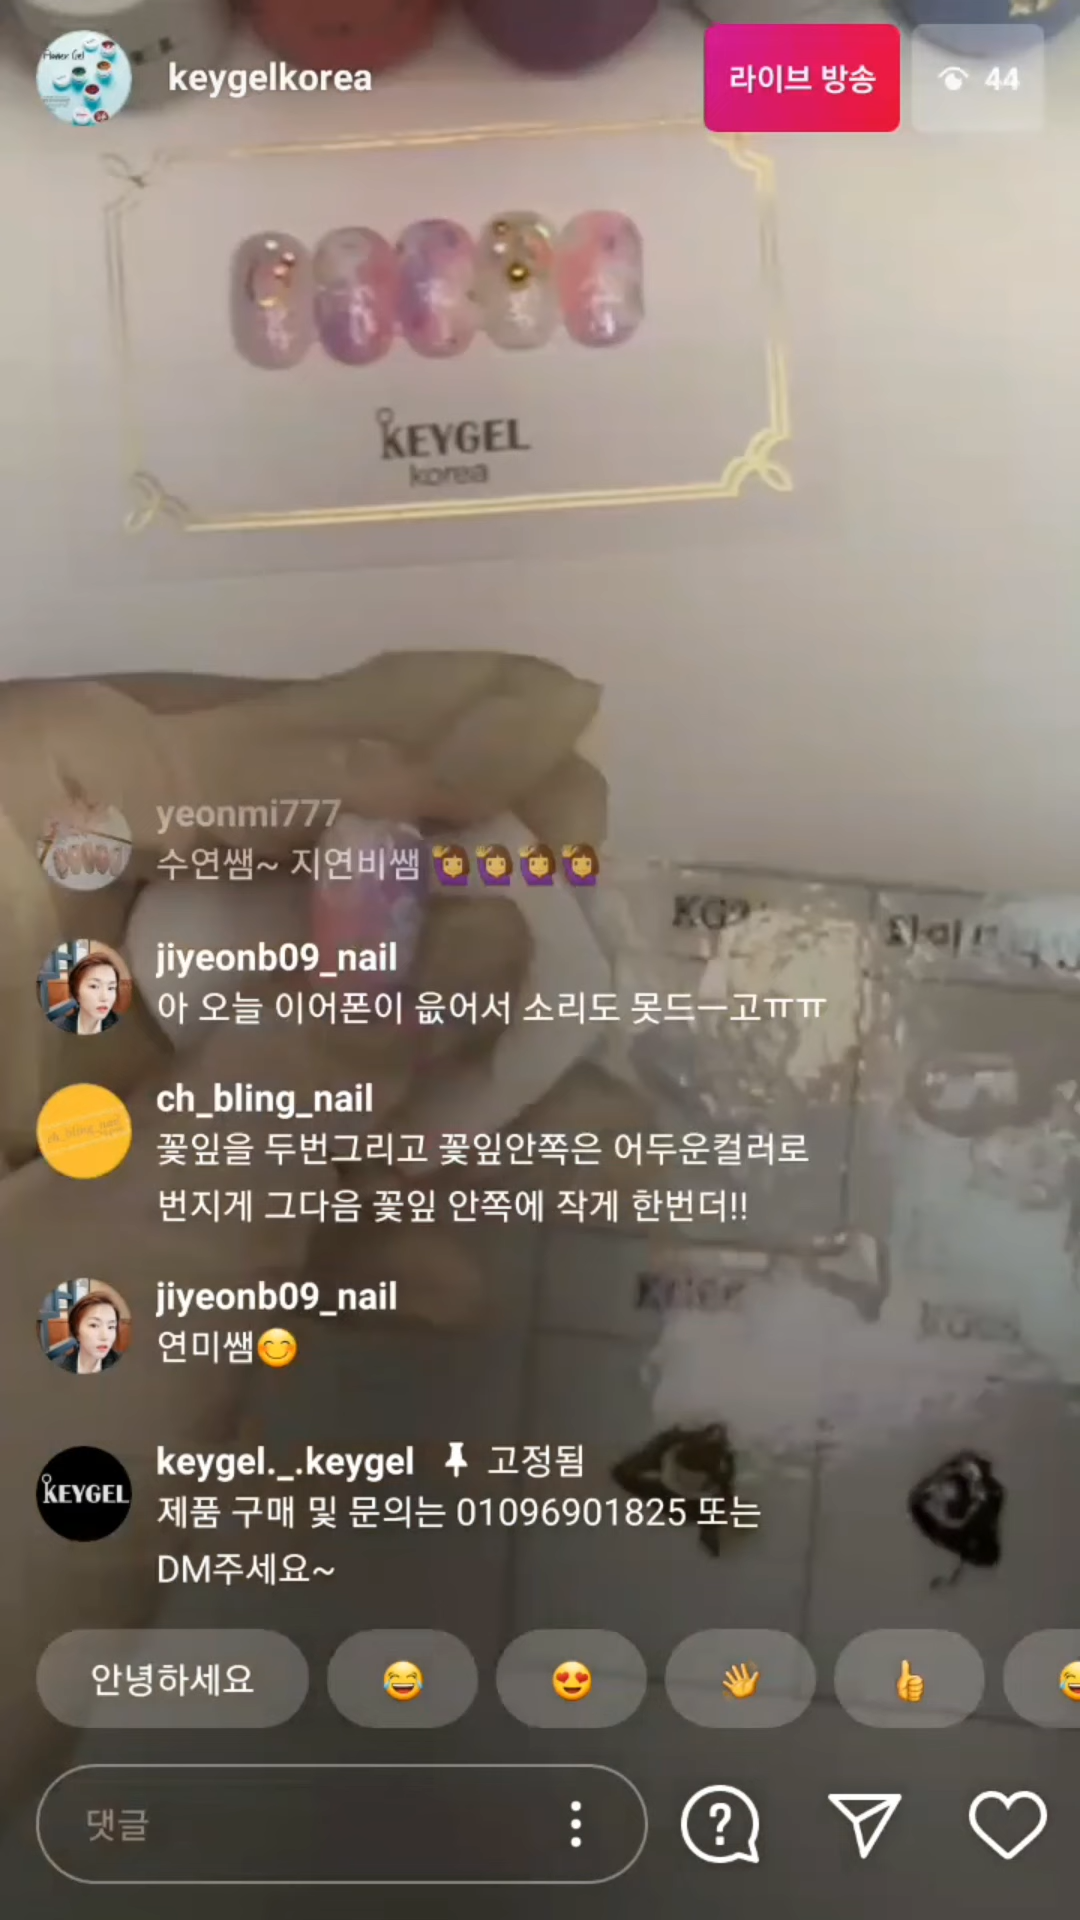 keygelkorea
라이브 방송
44
KEYGEL
korea
yeonmi777
수연쌤~ 지연비쌤 🙋‍♀️🙋‍♀️🙋‍♀️🙋‍♀️
jiyeonb09_nail
아 오늘 이어폰이 읎어서 소리도 못드ㅡ고ㅠㅠ
ch_bling_nail
꽃잎을 두번그리고 꽃잎안쪽은 어두운컬러로
번지게 그다음 꽃잎 안쪽에 작게 한번더!!
jiyeonb09_nail
연미쌤😊
KEYGEL
keygel._.keygel 고정됨
제품 구매 및 문의는 01096901825 또는
DM주세요~
안녕하세요
댓글